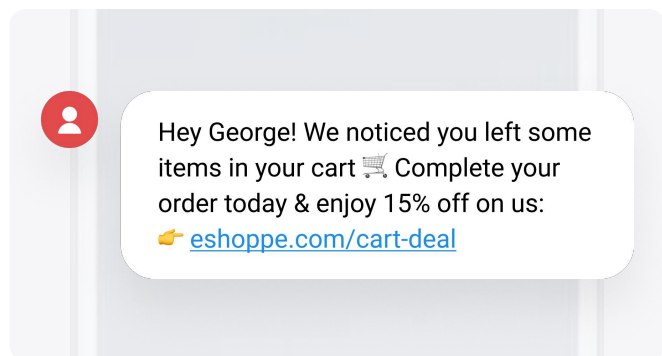 Hey George! We noticed you left some
items in your cart 🛒 Complete your
order today & enjoy 15% off on us:
👉 eshoppe.com/cart-deal